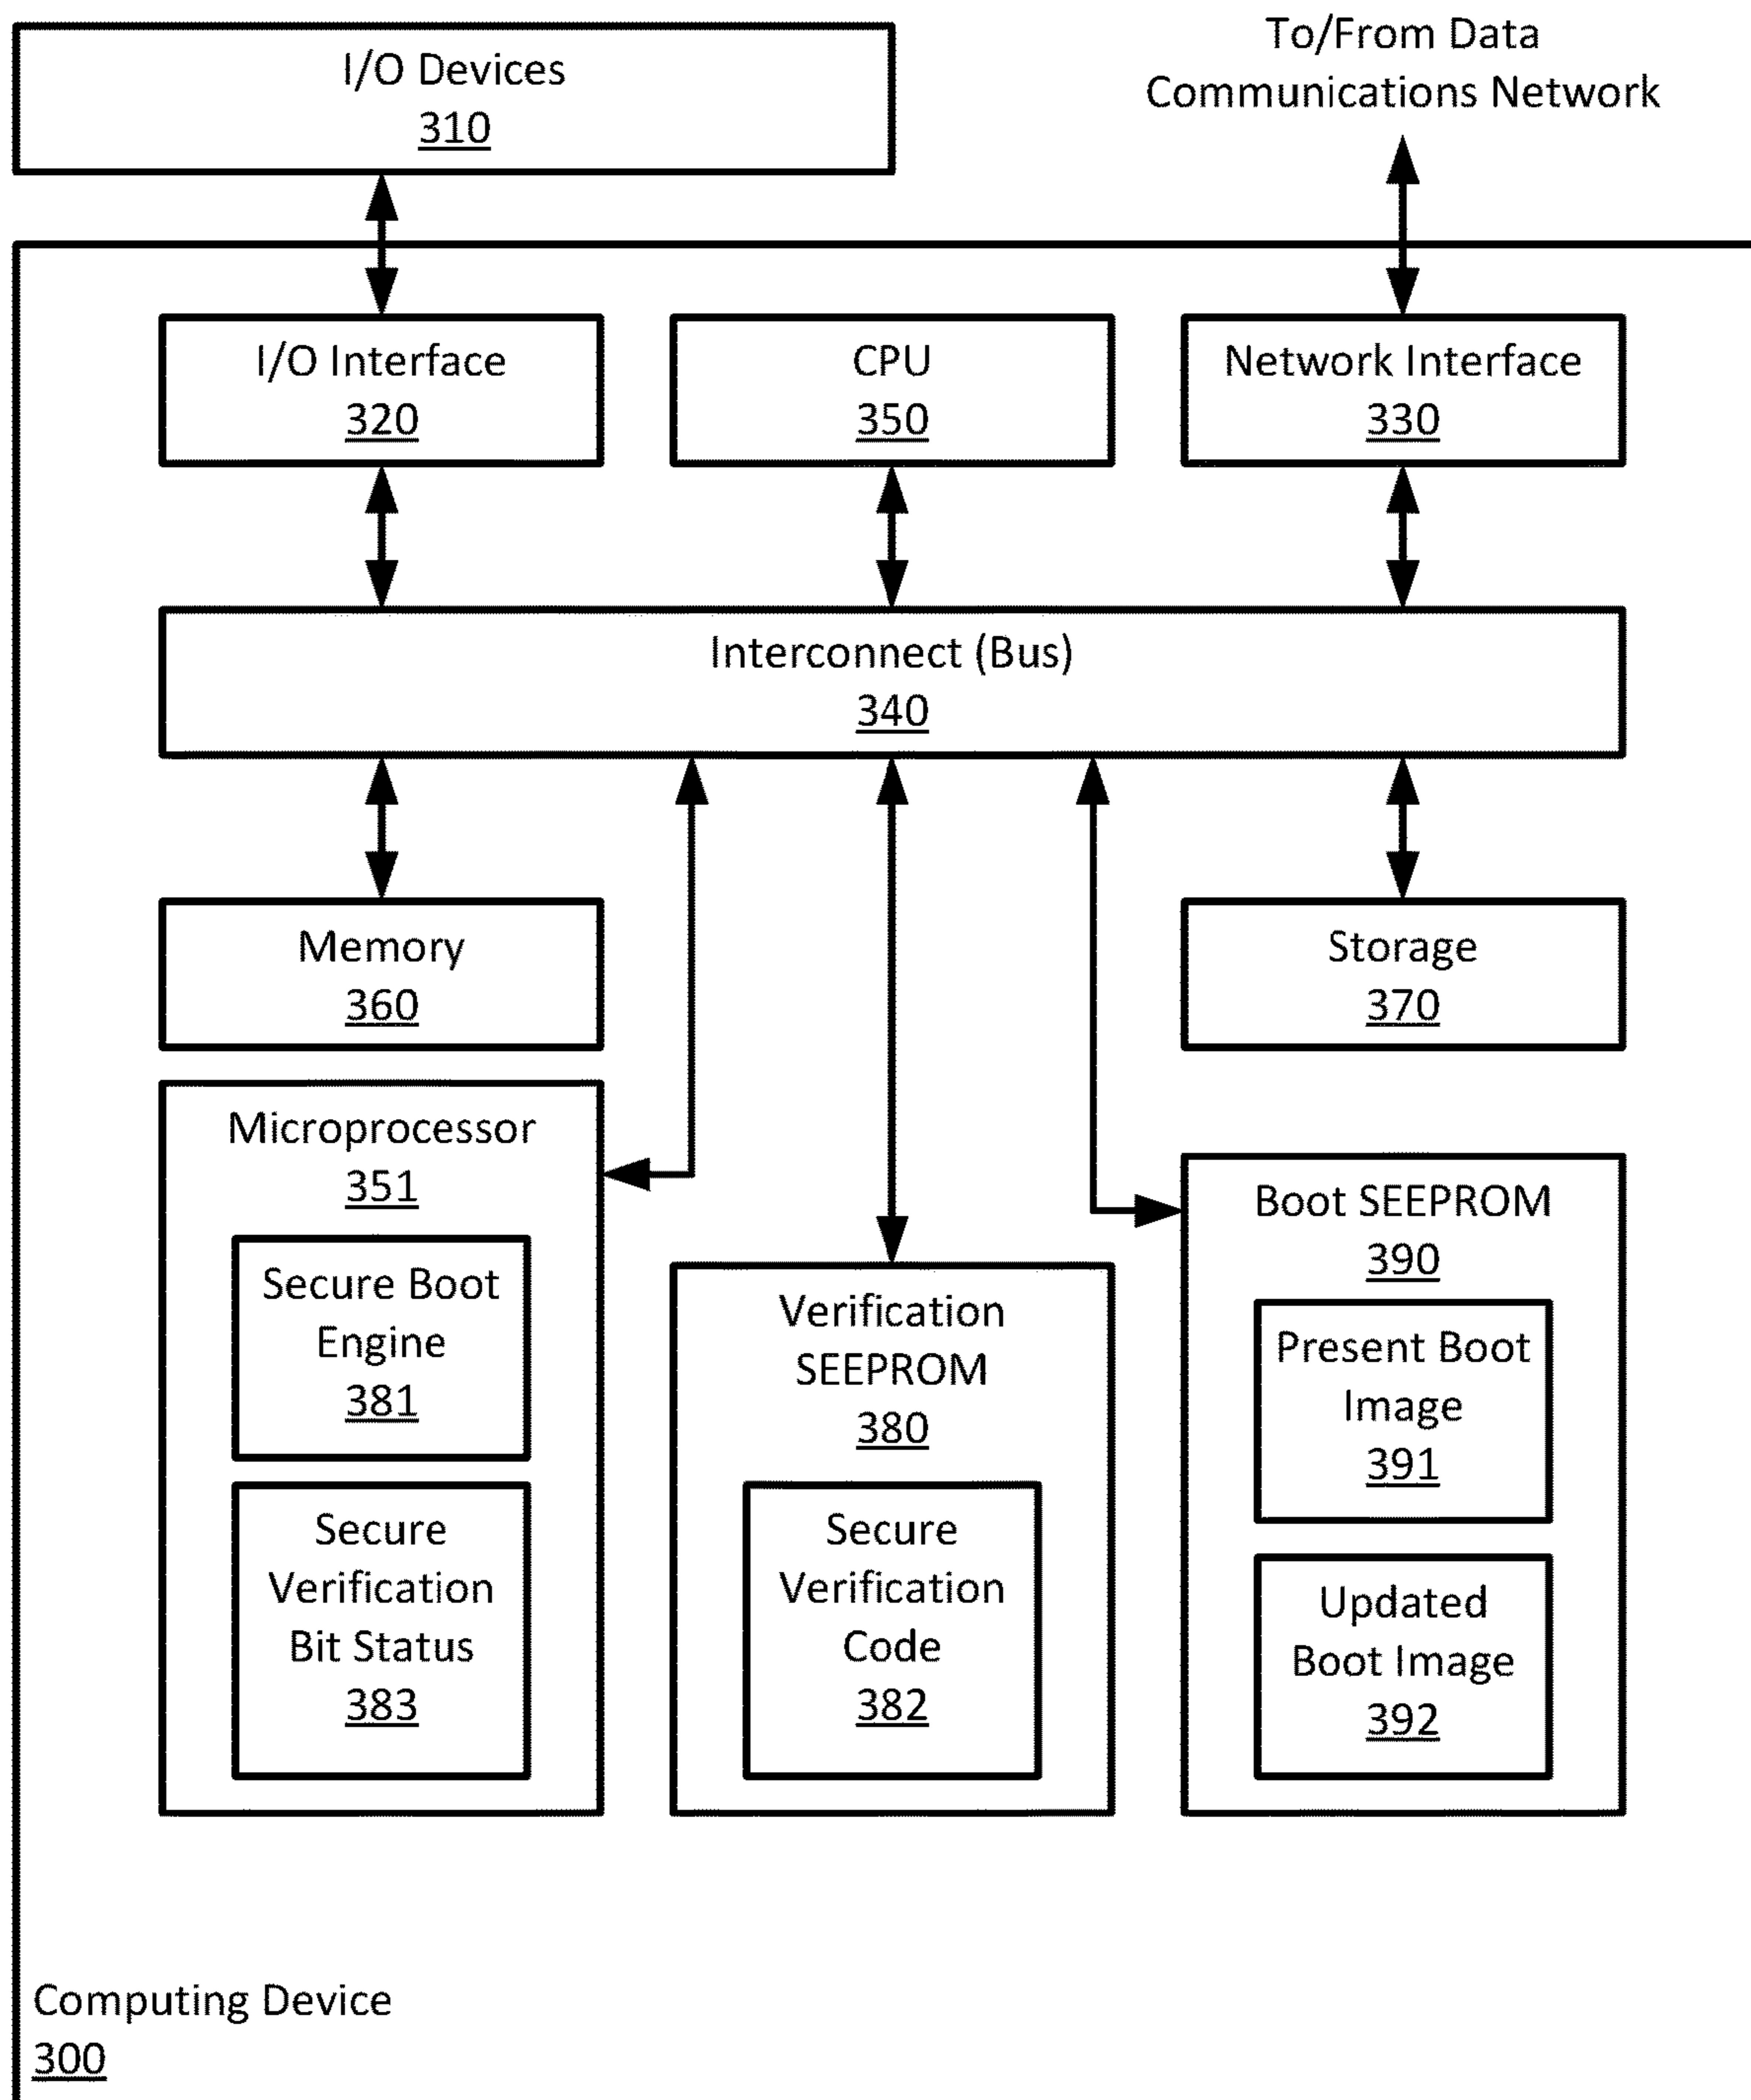 I/O Devices
310
To/From Data
Communications Network
I/O Interface
320
CPU
350
Network Interface
330
Interconnect (Bus)
340
Memory
360
Storage
370
Microprocessor
351
Secure Boot
Engine
381
Secure
Verification
Bit Status
383
Verification
SEEPROM
380
Secure
Verification
Code
382
Boot SEEPROM
390
Present Boot
Image
391
Updated
Boot Image
392
Computing Device
300